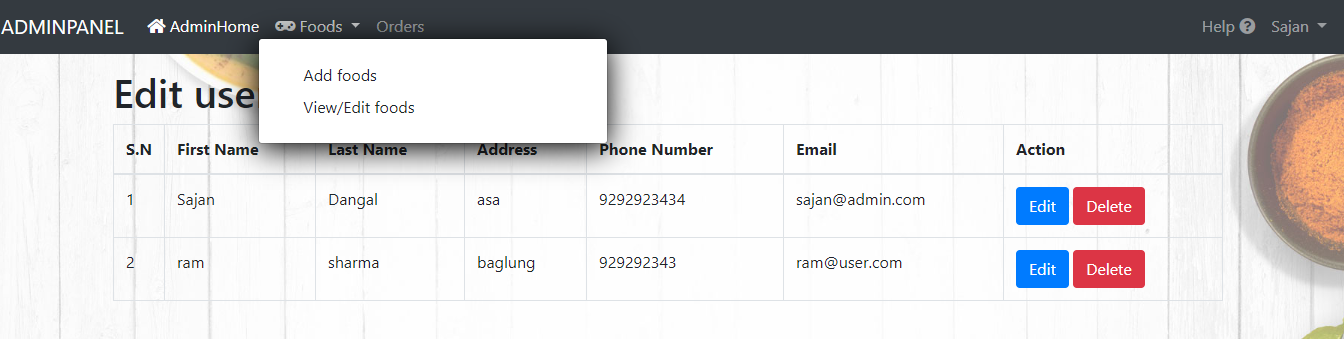 ADMINPANEL AdminHome Foods Orders Help Sajan
Add foods
View/Edit foods
Edit use
S.N First Name Last Name Address Phone Number Email Action
1 Sajan Dangal asa 9292923434 sajan@admin.com Edit Delete
2 ram sharma baglung 929292343 ram@user.com Edit Delete